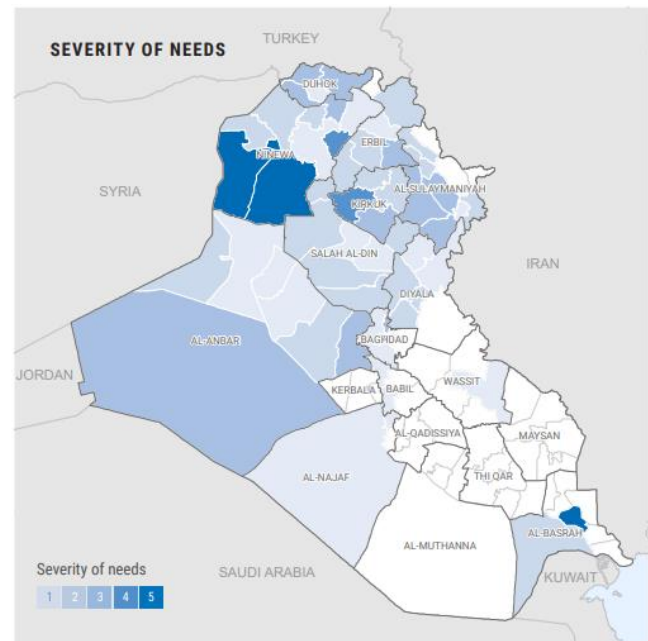 SEVERITY OF NEEDS
TURKEY
DUHOK
NINEWA
ERBIL
SYRIA
AL-SULAYMANIYAH
KIRKUK
SALAH AL-DIN
IRAN
DIYALA
AL-ANBAR
BAGHDAD
JORDAN
KERBALA
BABIL
WASSIT
AL-QADISSIYA
MAYSAN
AL-NAJAF
THI QAR
AL-BASRAH
AL-MUTHANNA
Severity of needs
SAUDI ARABIA
KUWAIT
1 2 3 4 5